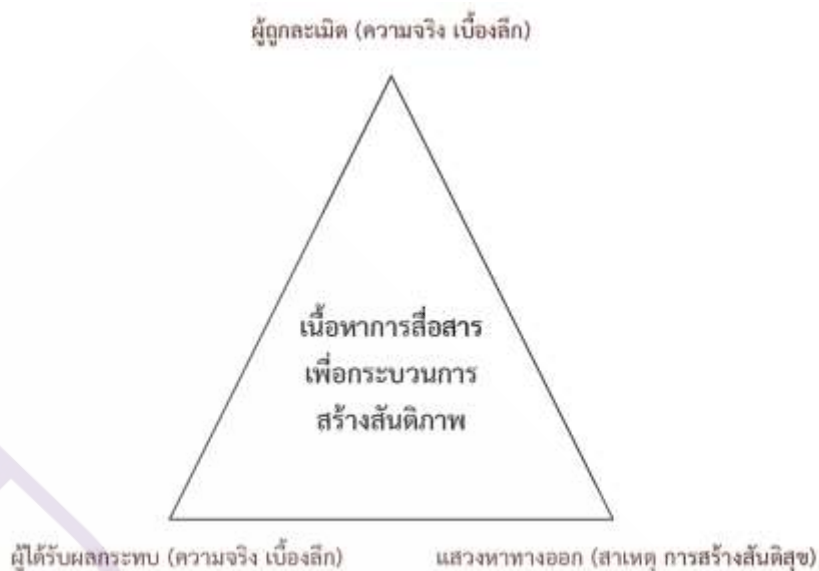 ผู้ถูกละเมิด (ความจริง เบื้องลึก)
เนื้อหาการสื่อสาร
เพื่อกระบวนการ
สร้างสันติภาพ
ผู้ได้รับผลกระทบ (ความจริง เบื้องลึก)
แสวงหาทางออก (สาเหตุ การสร้างสันติสุข)